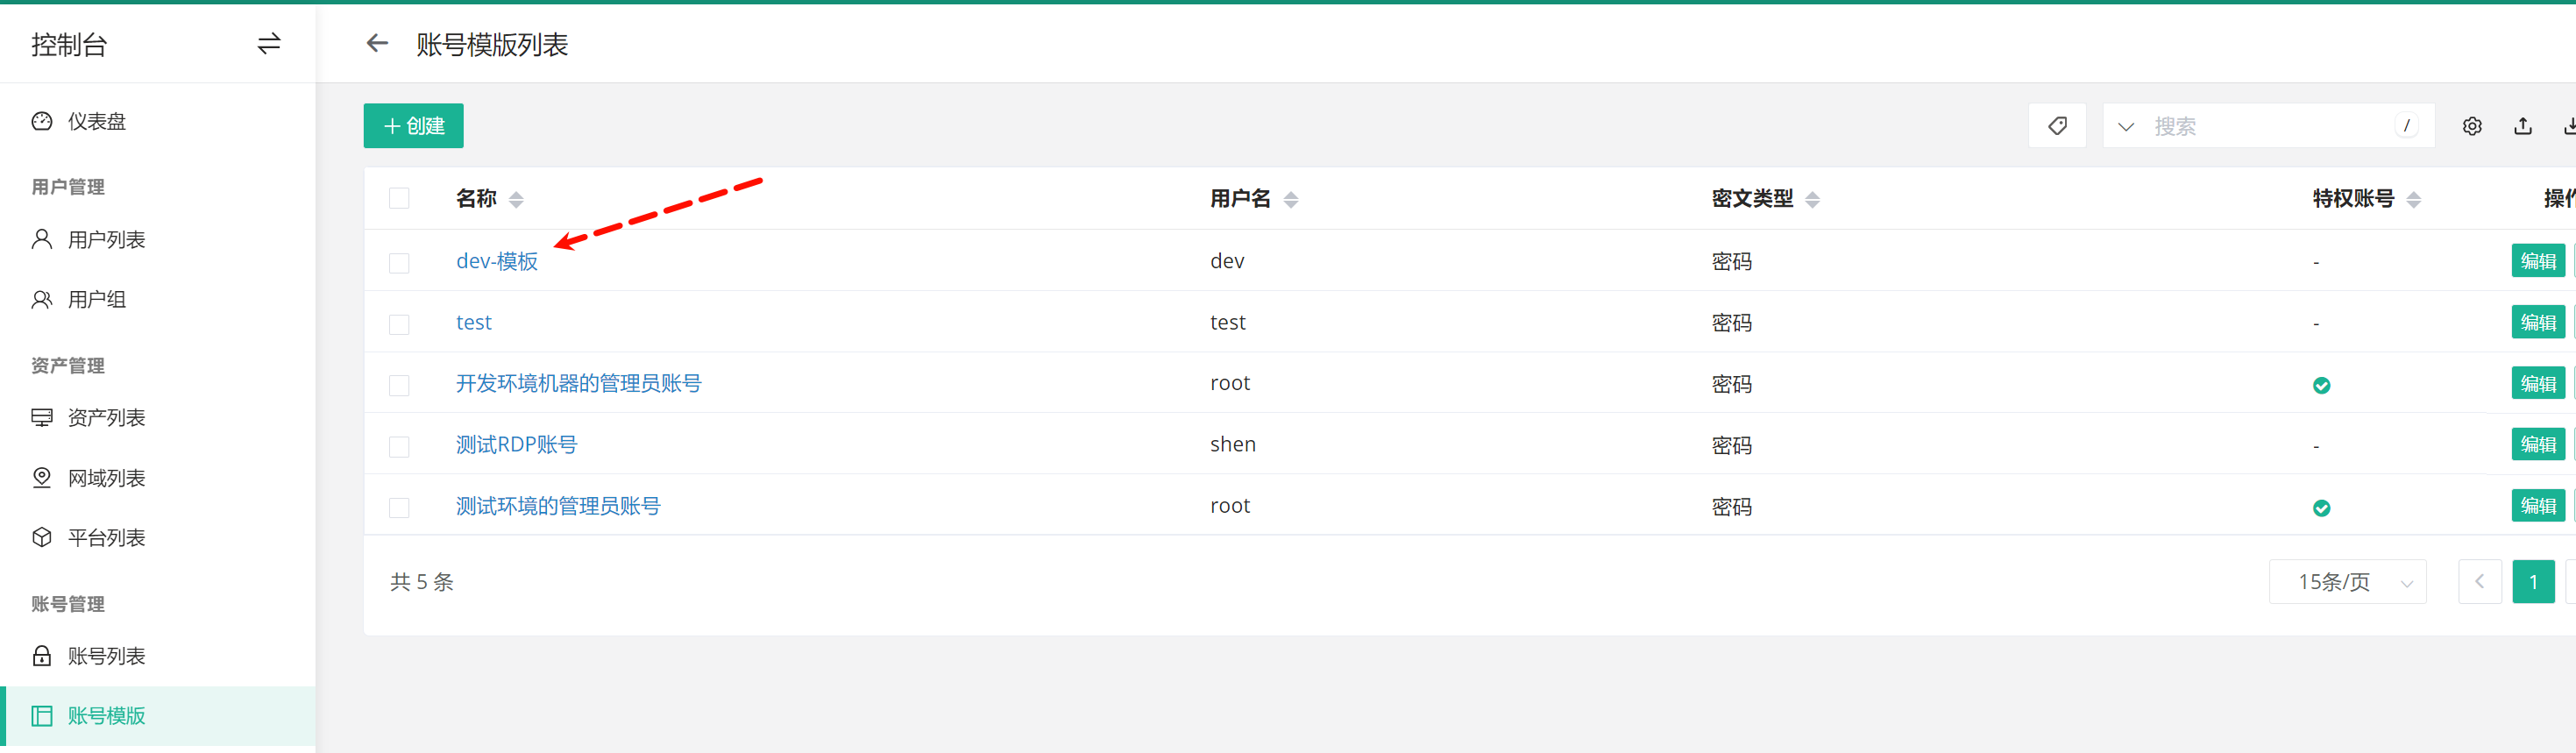 控制台
账号模版列表
仪表盘
用户管理
用户列表
用户组
资产管理
资产列表
网域列表
平台列表
账号管理
账号列表
账号模版
创建
搜索 /
名称 用户名 密文类型 特权账号
dev-模板 dev 密码 - 编辑
test test 密码 - 编辑
开发环境机器的管理员账号 root 密码 编辑
测试RDP账号 shen 密码 - 编辑
测试环境的管理员账号 root 密码 编辑
共 5 条 15条/页 1